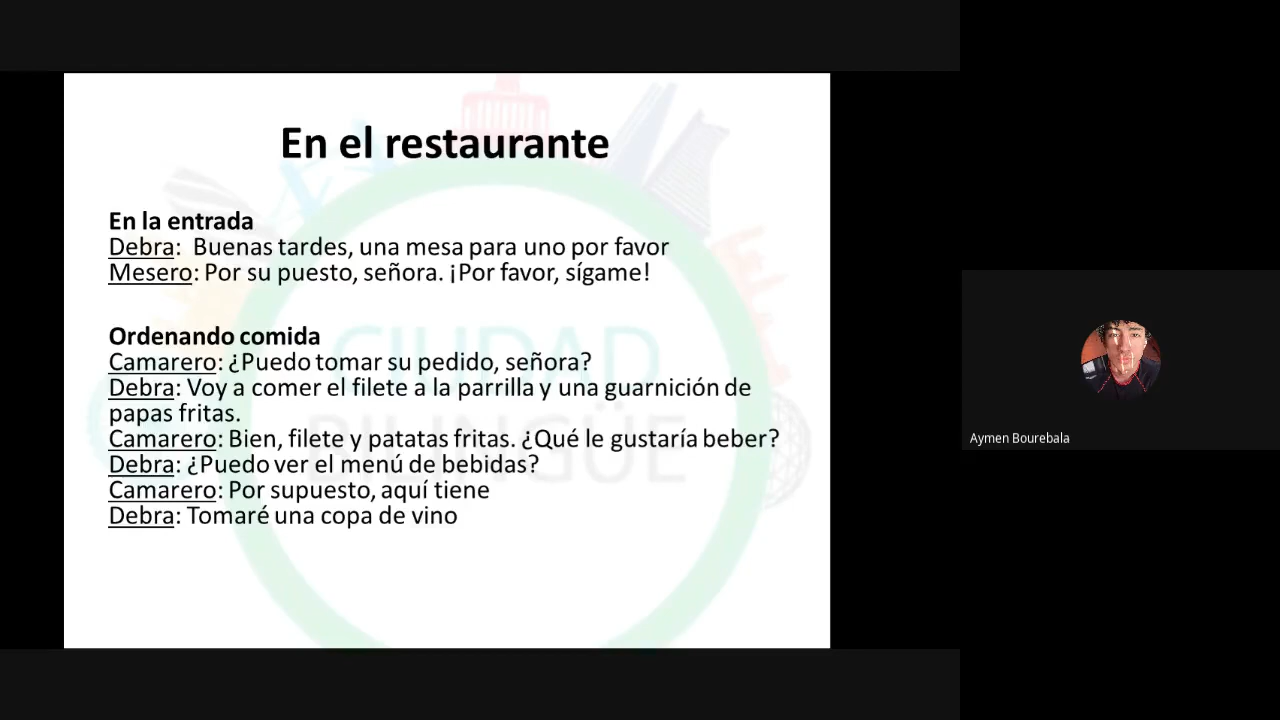 En el restaurante
En la entrada
Debra:  Buenas tardes, una mesa para uno por favor
Mesero: Por su puesto, señora. ¡Por favor, sígame!
Ordenando comida
Camarero: ¿Puedo tomar su pedido, señora?
Debra: Voy a comer el filete a la parrilla y una guarnición de
papas fritas.
Camarero: Bien, filete y patatas fritas. ¿Qué le gustaría beber?
Debra: ¿Puedo ver el menú de bebidas?
Camarero: Por supuesto, aquí tiene
Debra: Tomaré una copa de vino
CIUDAD
BILINGÜE
Aymen Bourebala